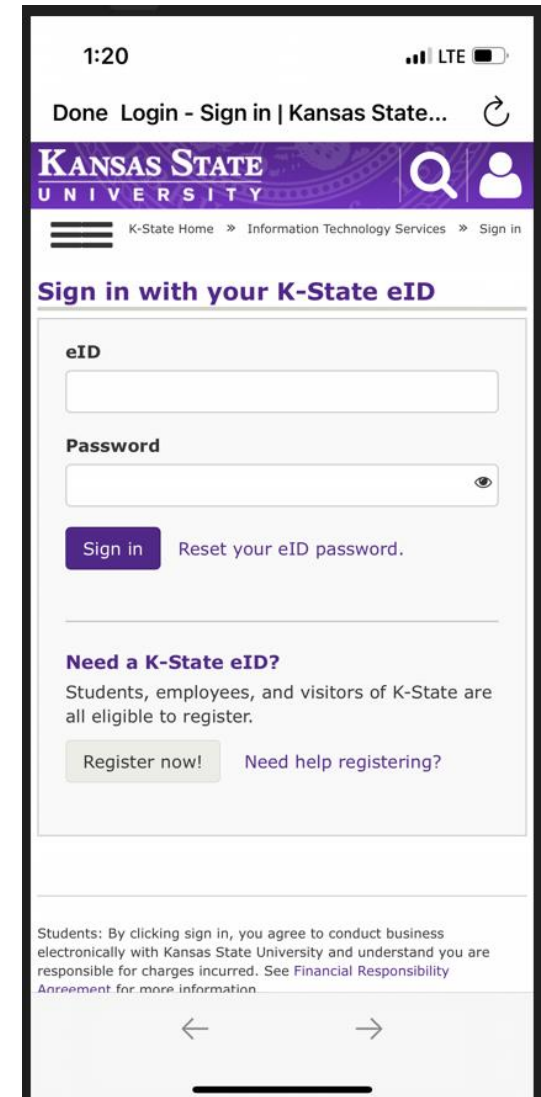 1:20 LTE
Done Login - Sign in | Kansas State...
KANSAS STATE
UNIVERSITY
K-State Home » Information Technology Services » Sign in
Sign in with your K-State eID
eID
Password
Sign in Reset your eID password.
Need a K-State eID?
Students, employees, and visitors of K-State are
all eligible to register.
Register now! Need help registering?
Students: By clicking sign in, you agree to conduct business
electronically with Kansas State University and understand you are
responsible for charges incurred. See Financial Responsibility
Agreement for more information